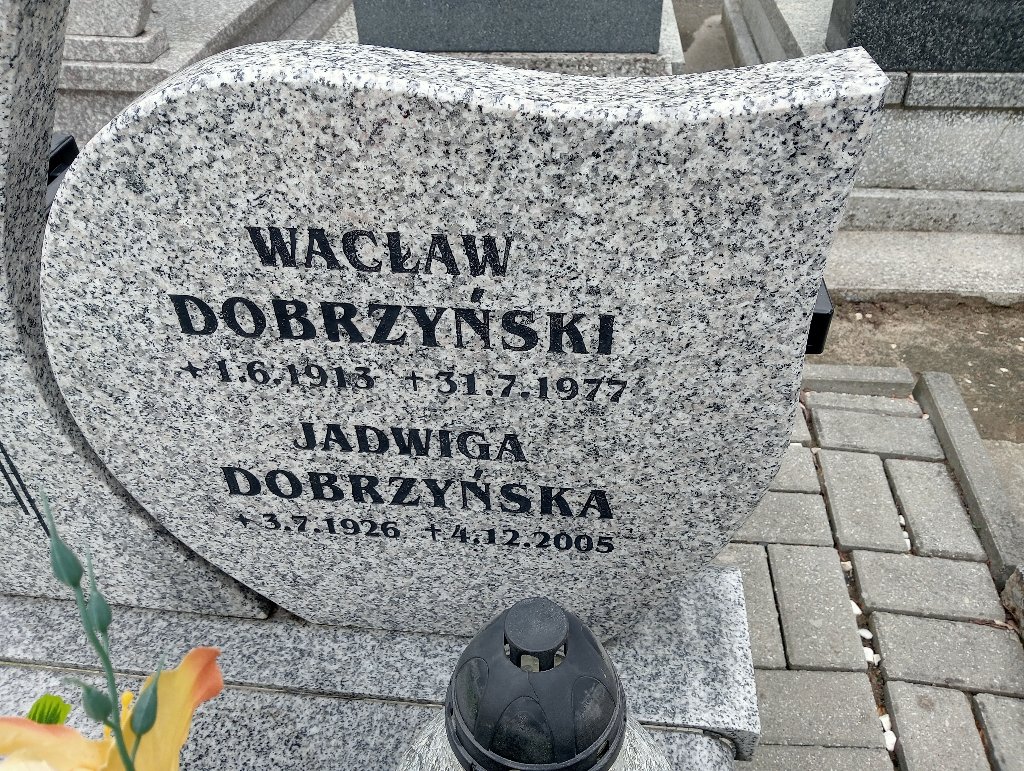 WACŁAW
DOBRZYŃSKI
*1.6.1913 +31.7.1977
JADWIGA
DOBRZYŃSKA
*3.7.1926 +4.12.2005